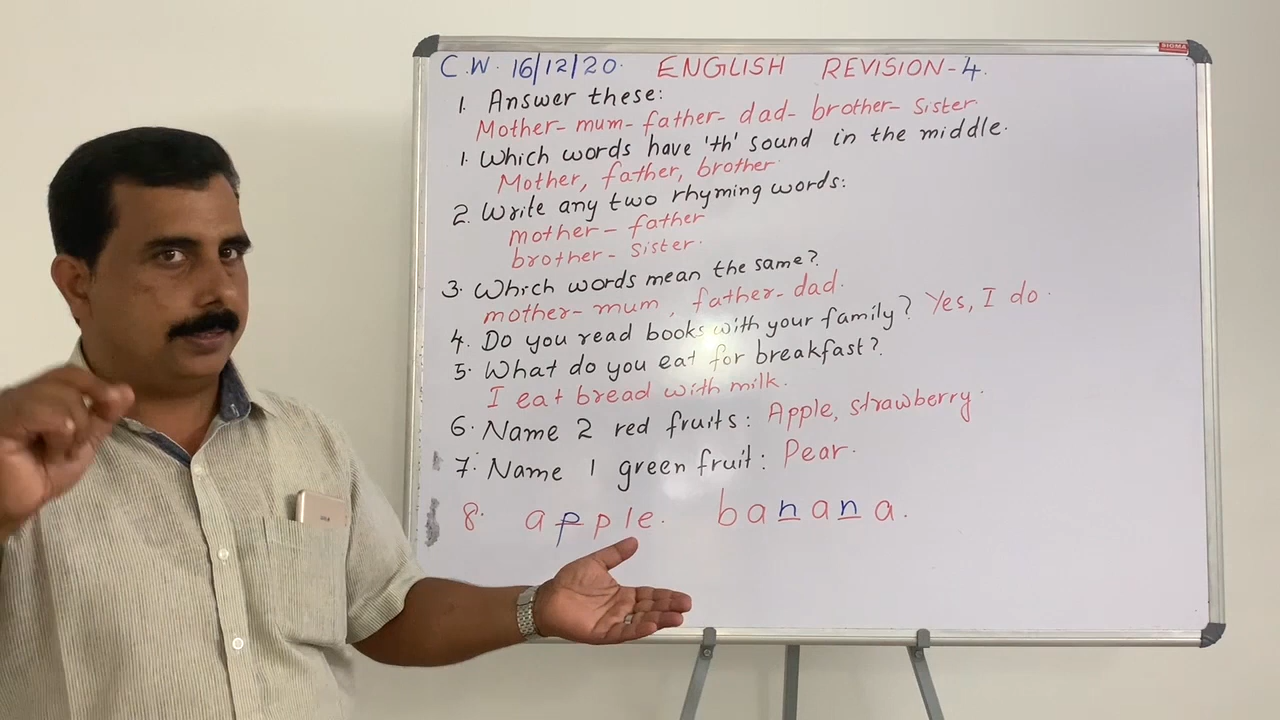 C.W. 16/12/20. ENGLISH REVISION-4.
SIGMA
1. Answer these:
Mother- mum- father- dad- brother- Sister.
1. Which words have 'th' sound in the middle.
Mother, father, brother.
2. Write any two rhyming words:
mother- father
brother- Sister.
3. Which words mean the same?
mother- mum, father- dad.
4. Do you read books with your family? Yes, I do.
5. What do you eat for breakfast?
I eat bread with milk.
6. Name 2 red fruits: Apple, strawberry.
7. Name 1 green fruit: Pear.
8. apple. banana.